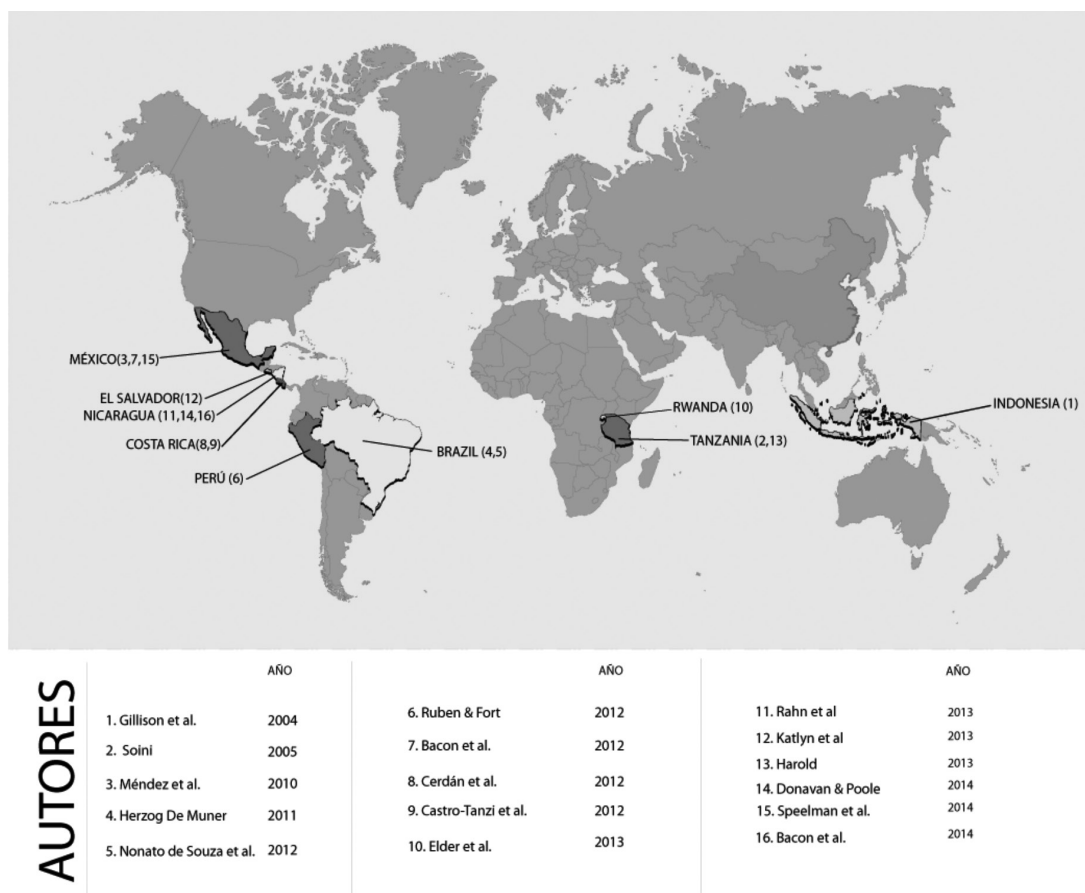 MÉXICO(3,7,15)
EL SALVADOR(12)
NICARAGUA (11,14,16)
COSTA RICA(8,9)
PERÚ (6)
BRAZIL (4,5)
RWANDA (10)
TANZANIA (2,13)
INDONESIA (1)
AUTORES
AÑO
1. Gillison et al. 2004
2. Soini 2005
3. Méndez et al. 2010
4. Herzog De Muner 2011
5. Nonato de Souza et al. 2012
AÑO
6. Ruben & Fort 2012
7. Bacon et al. 2012
8. Cerdán et al. 2012
9. Castro-Tanzi et al. 2012
10. Elder et al. 2013
AÑO
11. Rahn et al 2013
12. Katlyn et al 2013
13. Harold 2013
14. Donavan & Poole 2014
15. Speelman et al. 2014
16. Bacon et al. 2014